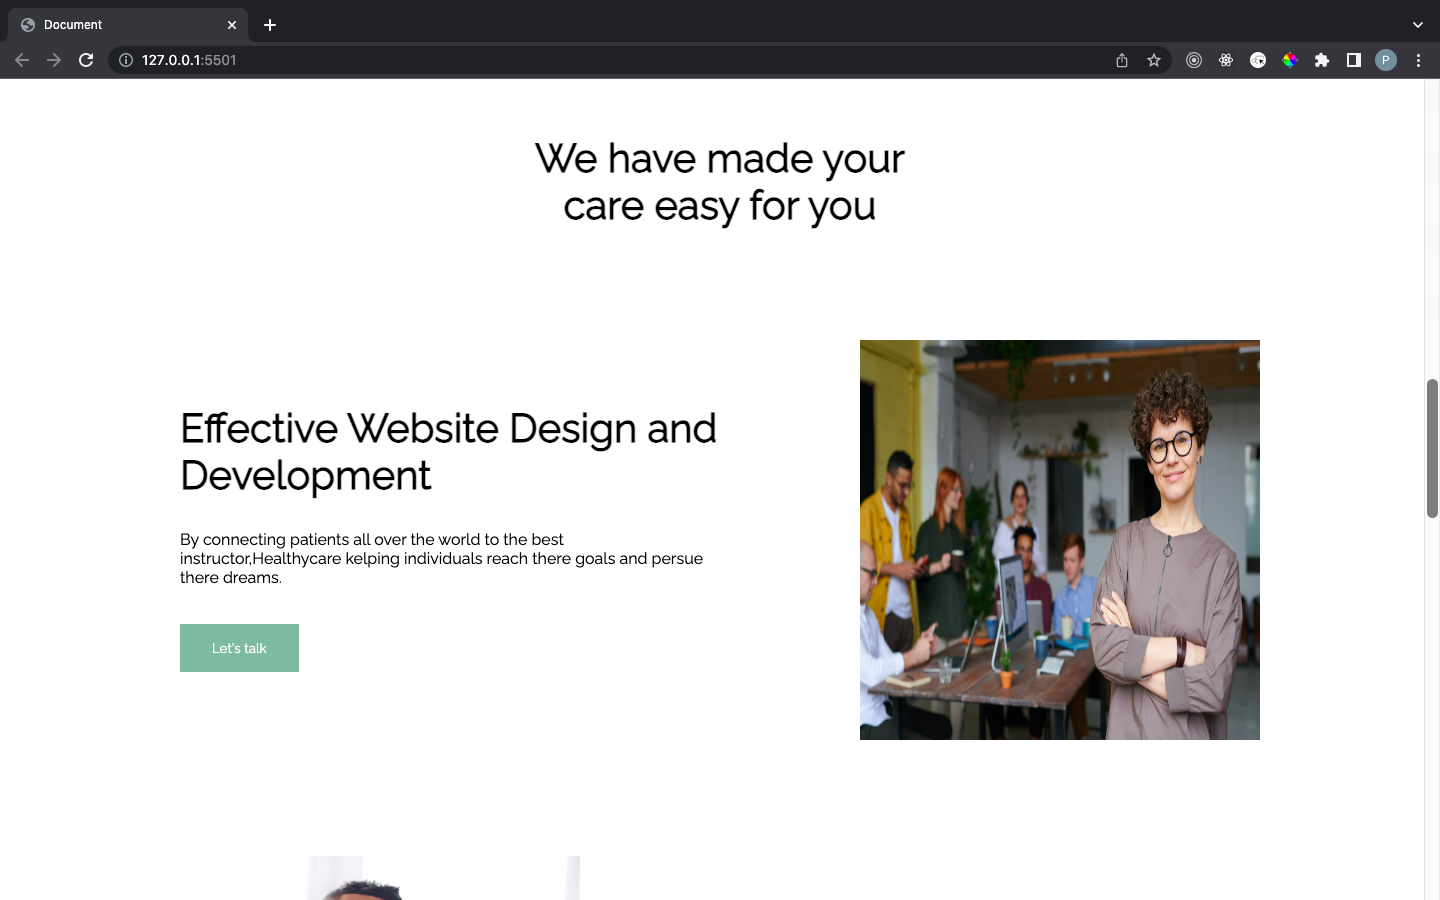 Document
127.0.0.1:5501
P
We have made your
care easy for you
Effective Website Design and
Development
By connecting patients all over the world to the best
instructor,Healthycare kelping individuals reach there goals and persue
there dreams.
Let's talk